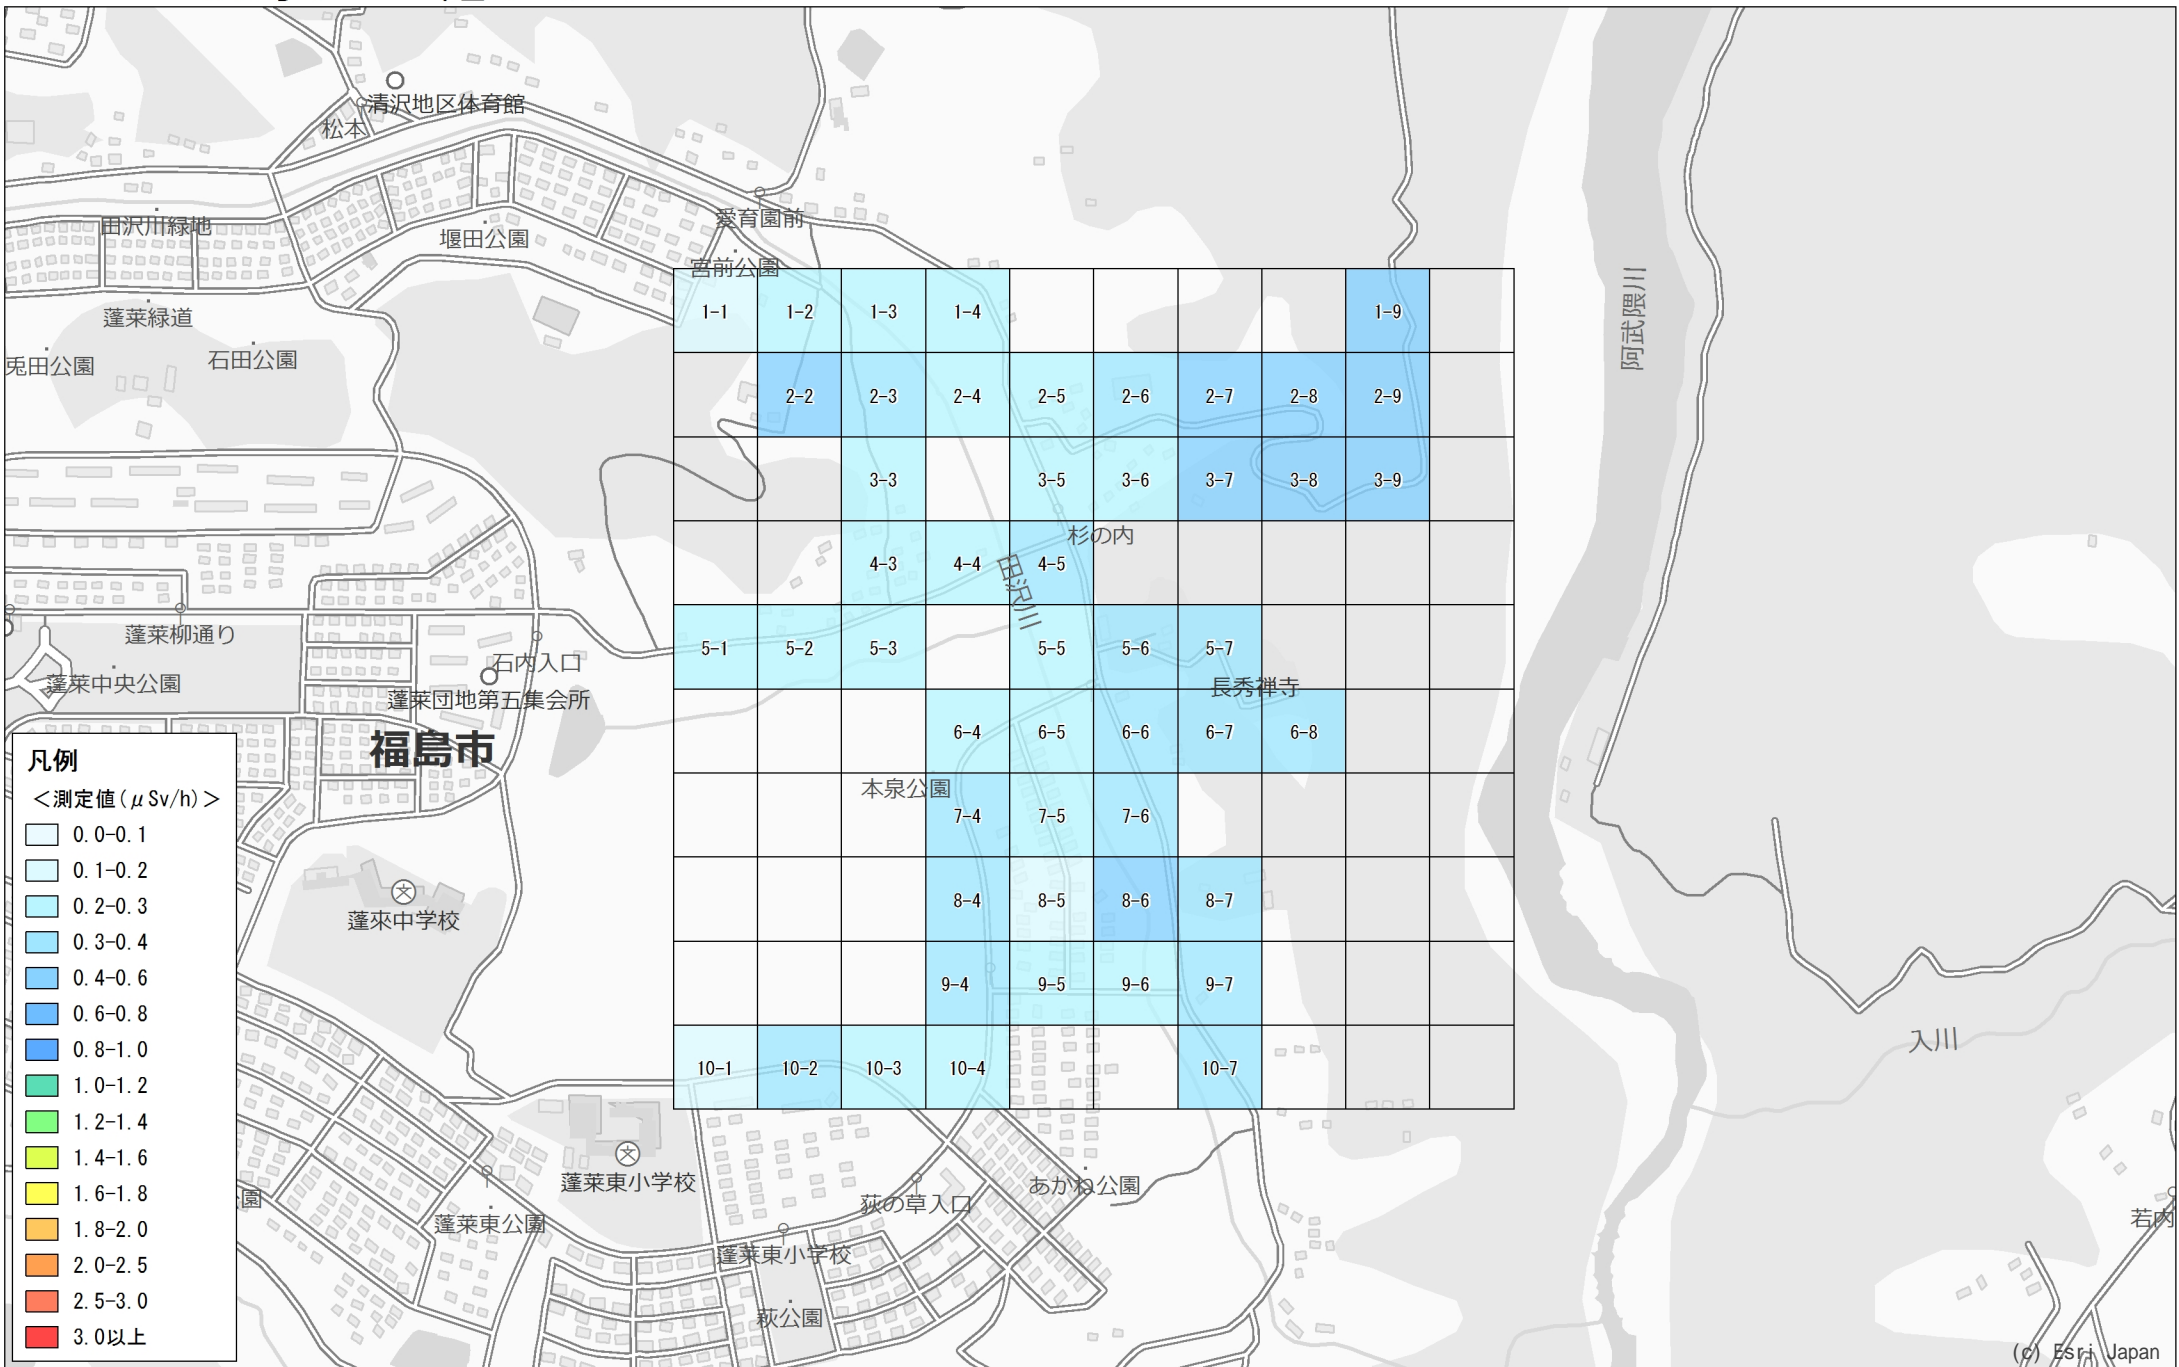 清沢地区体育館
松本
田沢川緑地
堰田公園
愛育園前
宮前公園
蓬莱緑道
兎田公園
石田公園
阿武隈川
1-1 1-2 1-3 1-4 1-9
2-2 2-3 2-4 2-5 2-6 2-7 2-8 2-9
3-3 3-5 3-6 3-7 3-8 3-9
杉の内
4-3 4-4 4-5
田沢川
蓬莱柳通り
5-1 5-2 5-3 5-5 5-6 5-7
石内入口
蓬莱中央公園
蓬莱団地第五集会所
長秀禅寺
福島市
6-4 6-5 6-6 6-7 6-8
本泉公園
7-4 7-5 7-6
8-4 8-5 8-6 8-7
蓬来中学校
9-4 9-5 9-6 9-7
入川
10-1 10-2 10-3 10-4 10-7
蓬莱東小学校
あかね公園
荻の草入口
園
蓬莱東公園
若内
蓬莱東小学校
萩公園
凡例
＜測定値(μSv/h)＞
0.0-0.1
0.1-0.2
0.2-0.3
0.3-0.4
0.4-0.6
0.6-0.8
0.8-1.0
1.0-1.2
1.2-1.4
1.4-1.6
1.6-1.8
1.8-2.0
2.0-2.5
2.5-3.0
3.0以上
(c) Esri Japan